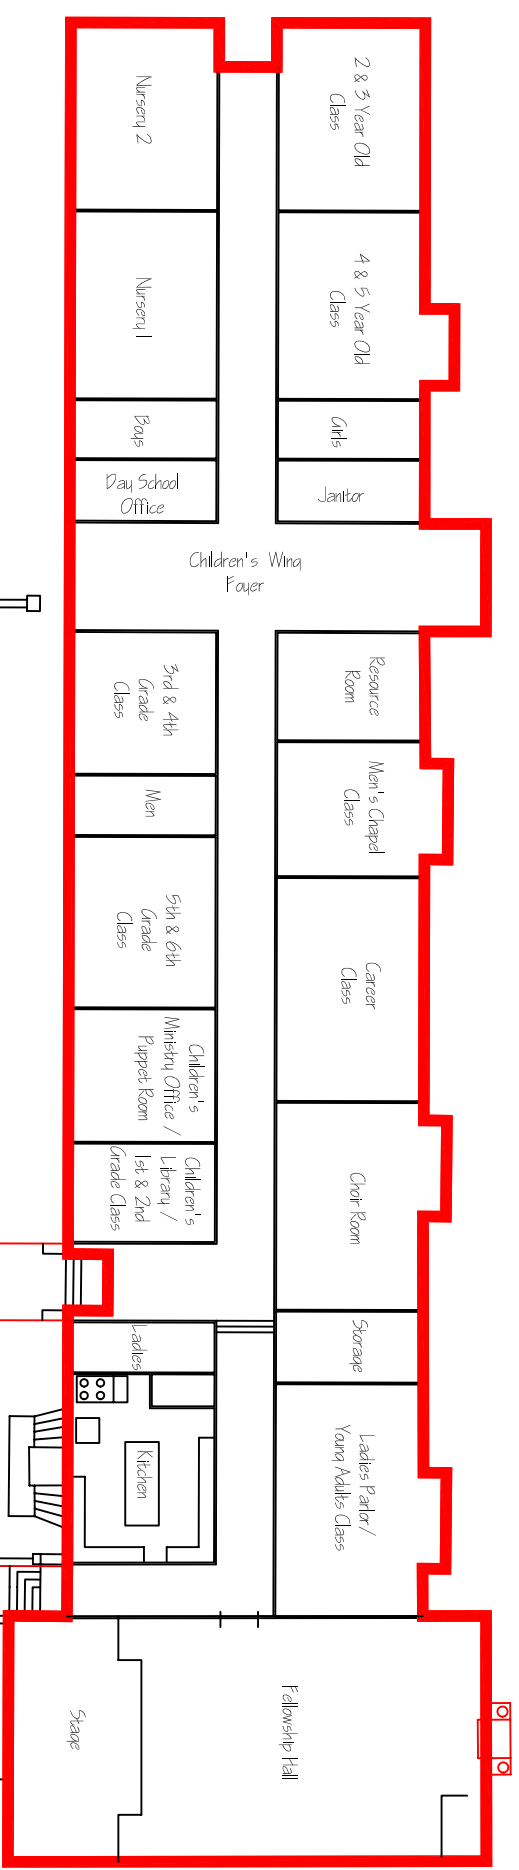 Nursery 2
2 & 3 Year Old
Class
Nursery 1
4 & 5 Year Old
Class
Boys
Girls
Day School
Office
Janitor
Children's Wing
Foyer
3rd & 4th
Grade
Class
Resource
Room
Men
Men's Chapel
Class
5th & 6th
Grade
Class
Career
Class
Children's
Ministry Office /
Puppet Room
Children's
Library /
1st & 2nd
Grade Class
Choir Room
Ladies
Storage
Kitchen
Ladies Parlor/
Young Adults Class
Stage
Fellowship Hall